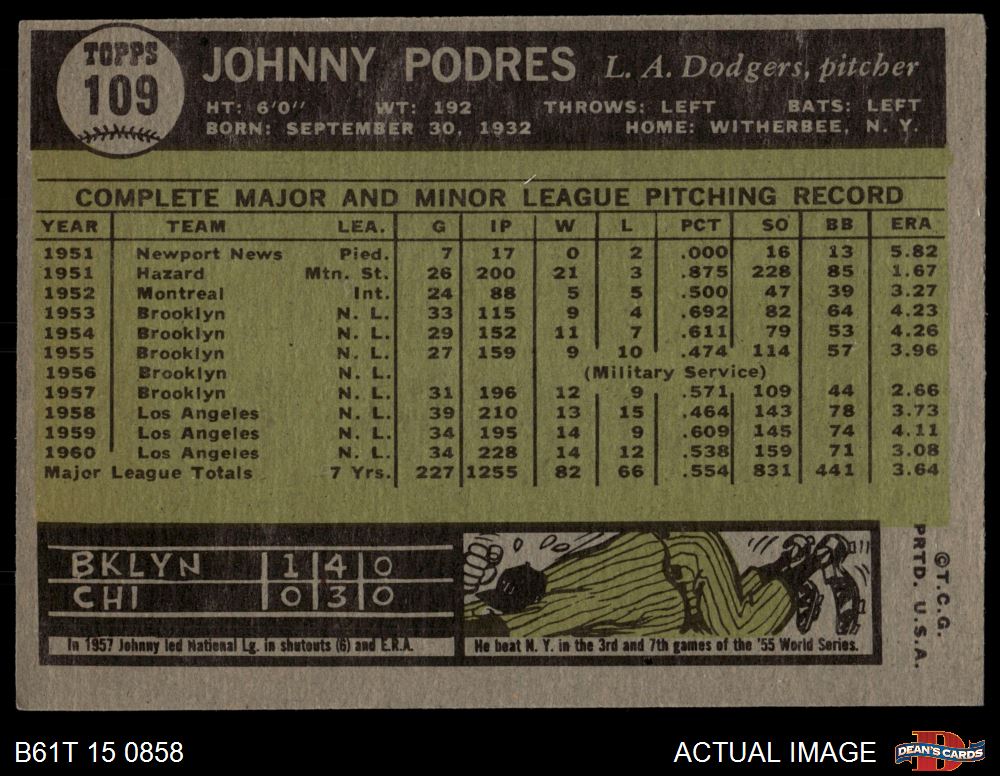 TOPPS
109
JOHNNY PODRES L. A. Dodgers, pitcher
HT: 6'0" WT: 192 THROWS: LEFT BATS: LEFT
BORN: SEPTEMBER 30, 1932 HOME: WITHERBEE, N. Y.
COMPLETE MAJOR AND MINOR LEAGUE PITCHING RECORD
YEAR TEAM LEA. G IP W L PCT SO BB ERA
1951 Newport News Pied. 7 17 0 2 .000 16 13 5.82
1951 Hazard Mtn. St. 26 200 21 3 .875 228 85 1.67
1952 Montreal Int. 24 88 5 5 .500 47 39 3.27
1953 Brooklyn N. L. 33 115 9 4 .692 82 64 4.23
1954 Brooklyn N. L. 29 152 11 7 .611 79 53 4.26
1955 Brooklyn N. L. 27 159 9 10 .474 114 57 3.96
1956 Brooklyn N. L. (Military Service)
1957 Brooklyn N. L. 31 196 12 9 .571 109 44 2.66
1958 Los Angeles N. L. 39 210 13 15 .464 143 78 3.73
1959 Los Angeles N. L. 34 195 14 9 .609 145 74 4.11
1960 Los Angeles N. L. 34 228 14 12 .538 159 71 3.08
Major League Totals 7 Yrs. 227 1255 82 66 .554 831 441 3.64
BKLYN 1 4 0
CHI 0 3 0
In 1957 Johnny led National Lg. in shutouts (6) and E.R.A.
He beat N. Y. in the 3rd and 7th games of the '55 World Series.
©T.C.G.
PRTD. U.S.A.
B61T 15 0858
ACTUAL IMAGE
D
DEAN'S CARDS